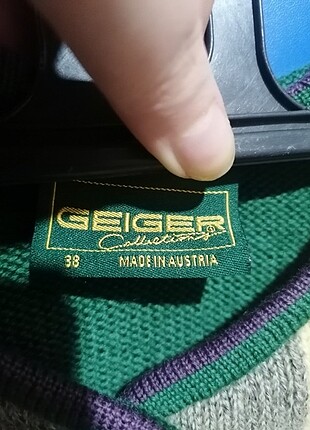 GEIGER
Collections
38 MADE IN AUSTRIA